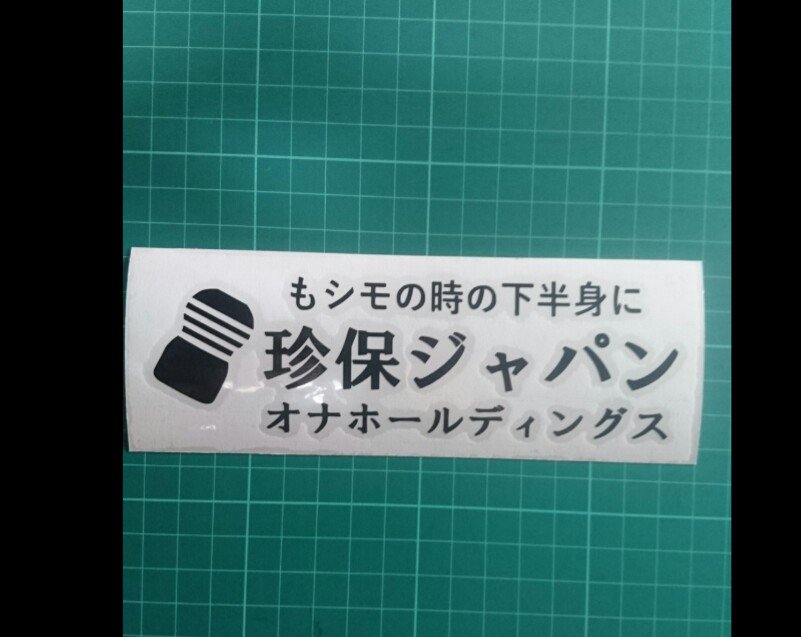 もシモの時の下半身に
珍保ジャパン
オナホールディングス